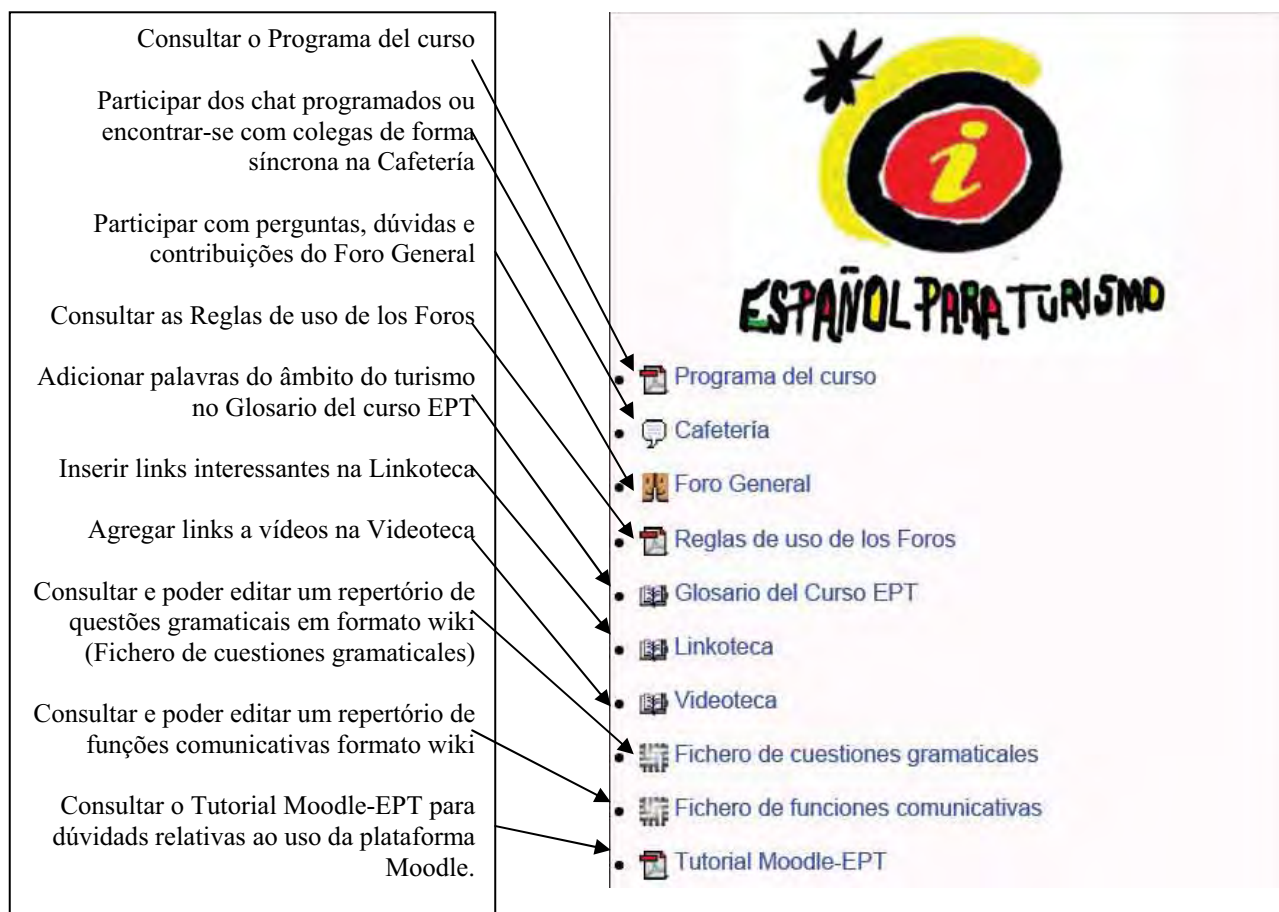 Consultar o Programa del curso
Participar dos chat programados ou
encontrar-se com colegas de forma
síncrona na Cafetería
Participar com perguntas, dúvidas e
contribuições do Foro General
Consultar as Reglas de uso de los Foros
Adicionar palavras do âmbito do turismo
no Glosario del curso EPT
Inserir links interessantes na Linkoteca
Agregar links a vídeos na Videoteca
Consultar e poder editar um repertório de
questões gramaticais em formato wiki
(Fichero de cuestiones gramaticales)
Consultar e poder editar um repertório de
funções comunicativas formato wiki
Consultar o Tutorial Moodle-EPT para
dúvidads relativas ao uso da plataforma
Moodle.
i
ESPAÑOL PARA TURISMO
Programa del curso
Cafetería
Foro General
Reglas de uso de los Foros
Glosario del Curso EPT
Linkoteca
Videoteca
Fichero de cuestiones gramaticales
Fichero de funciones comunicativas
Tutorial Moodle-EPT